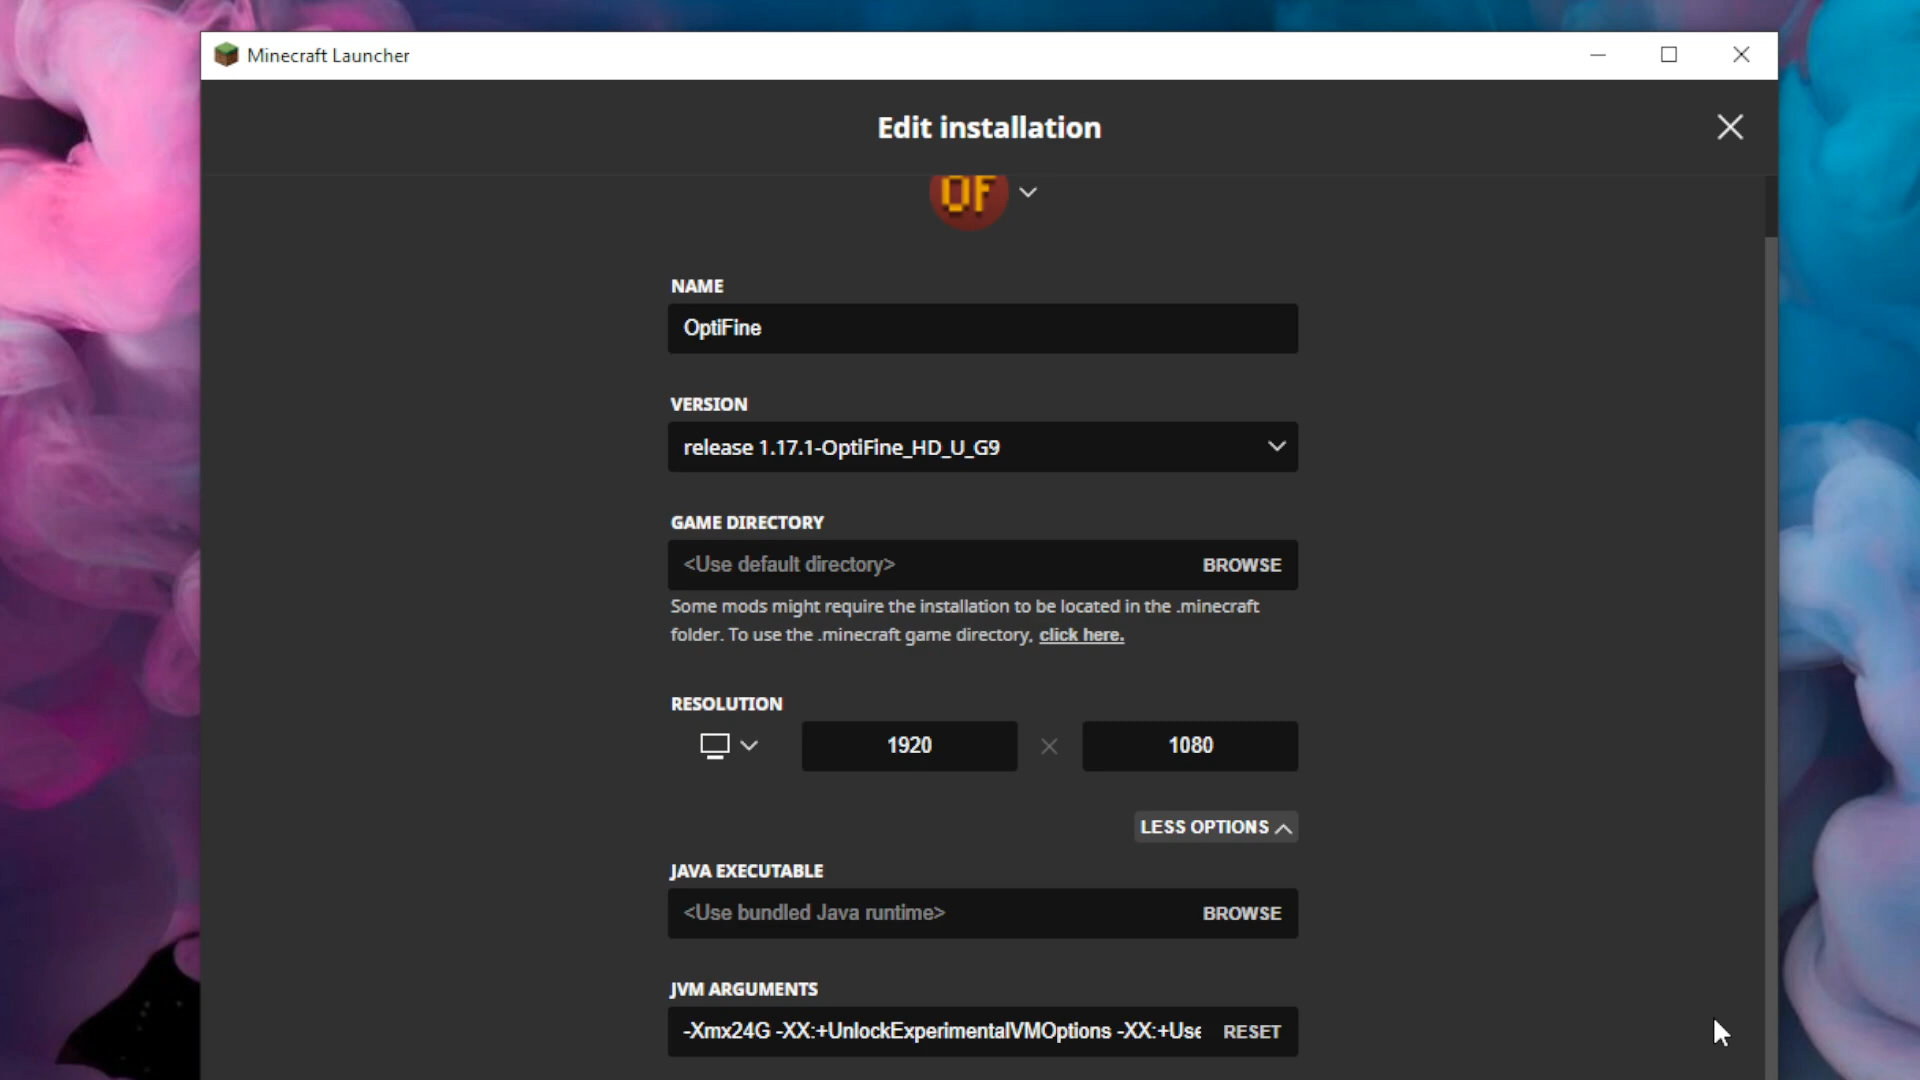 Minecraft Launcher
Edit installation
OF
NAME
OptiFine
VERSION
release 1.17.1-OptiFine_HD_U_G9
GAME DIRECTORY
<Use default directory> BROWSE
Some mods might require the installation to be located in the .minecraft
folder. To use the .minecraft game directory, click here.
RESOLUTION
1920 × 1080
LESS OPTIONS
JAVA EXECUTABLE
<Use bundled Java runtime> BROWSE
JVM ARGUMENTS
-Xmx24G -XX:+UnlockExperimentalVMOptions -XX:+Use RESET